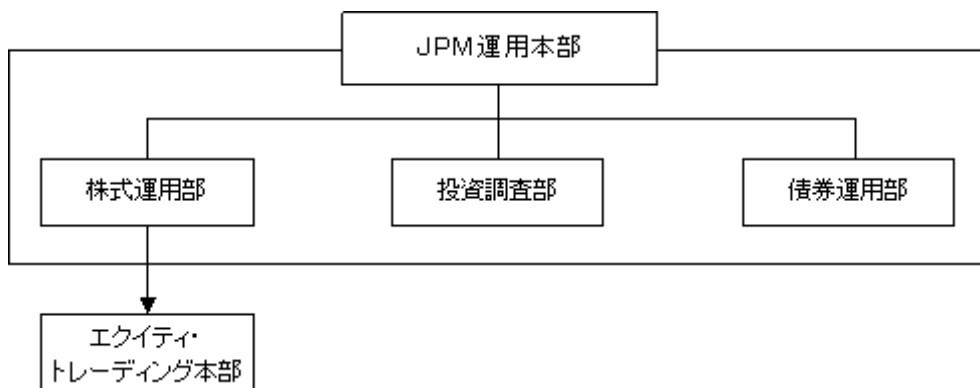 JPM運用本部
株式運用部
投資調査部
債券運用部
エクイティ・
トレーディング本部